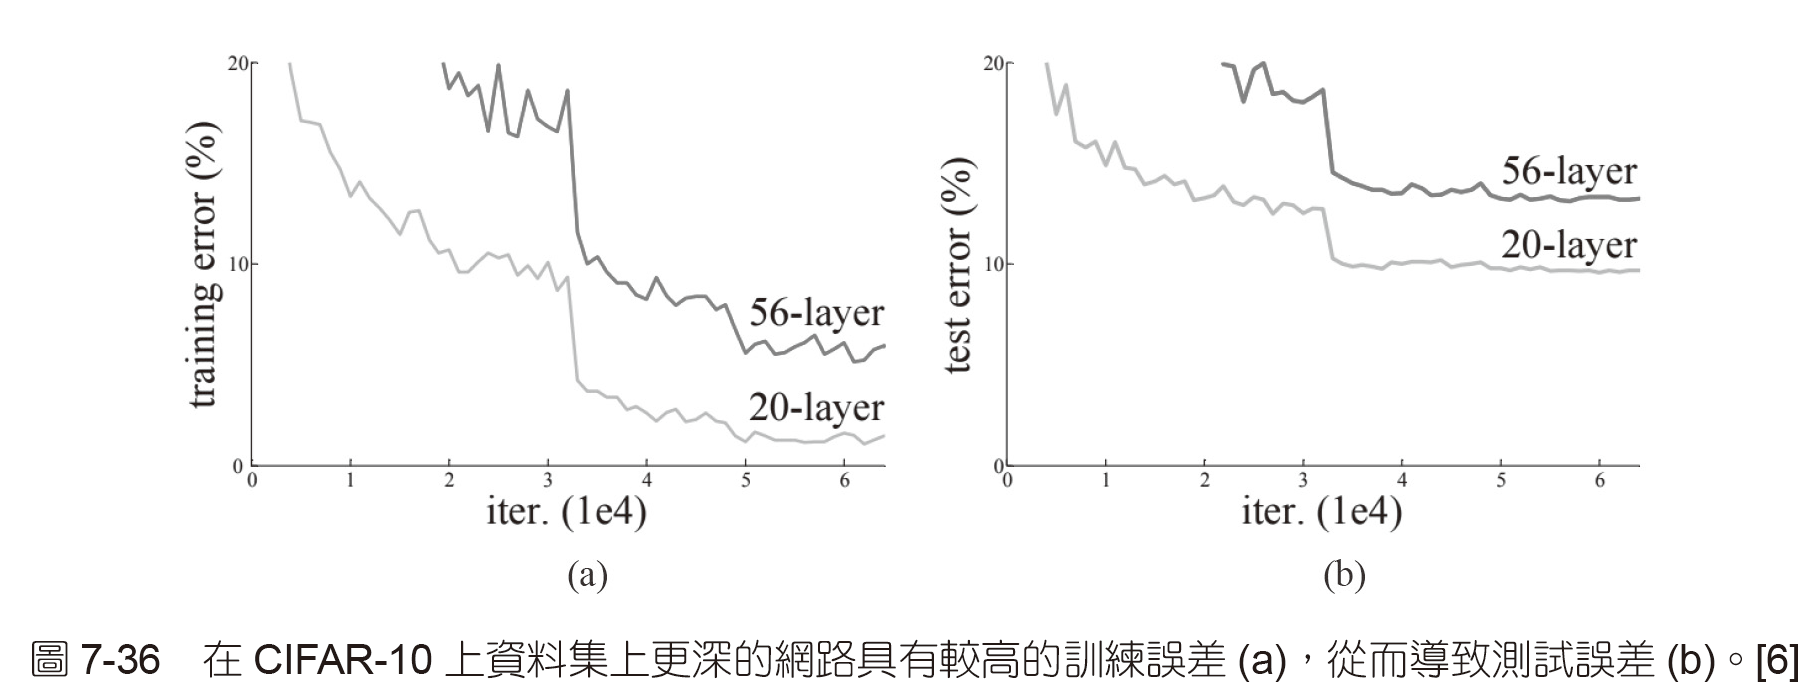 20
10
0
training error (%)
56-layer
20-layer
0 1 2 3 4 5 6
iter. (1e4)
(a)
20
10
0
test error (%)
56-layer
20-layer
0 1 2 3 4 5 6
iter. (1e4)
(b)
圖 7-36 在 CIFAR-10 上資料集上更深的網路具有較高的訓練誤差 (a)，從而導致測試誤差 (b)。[6]